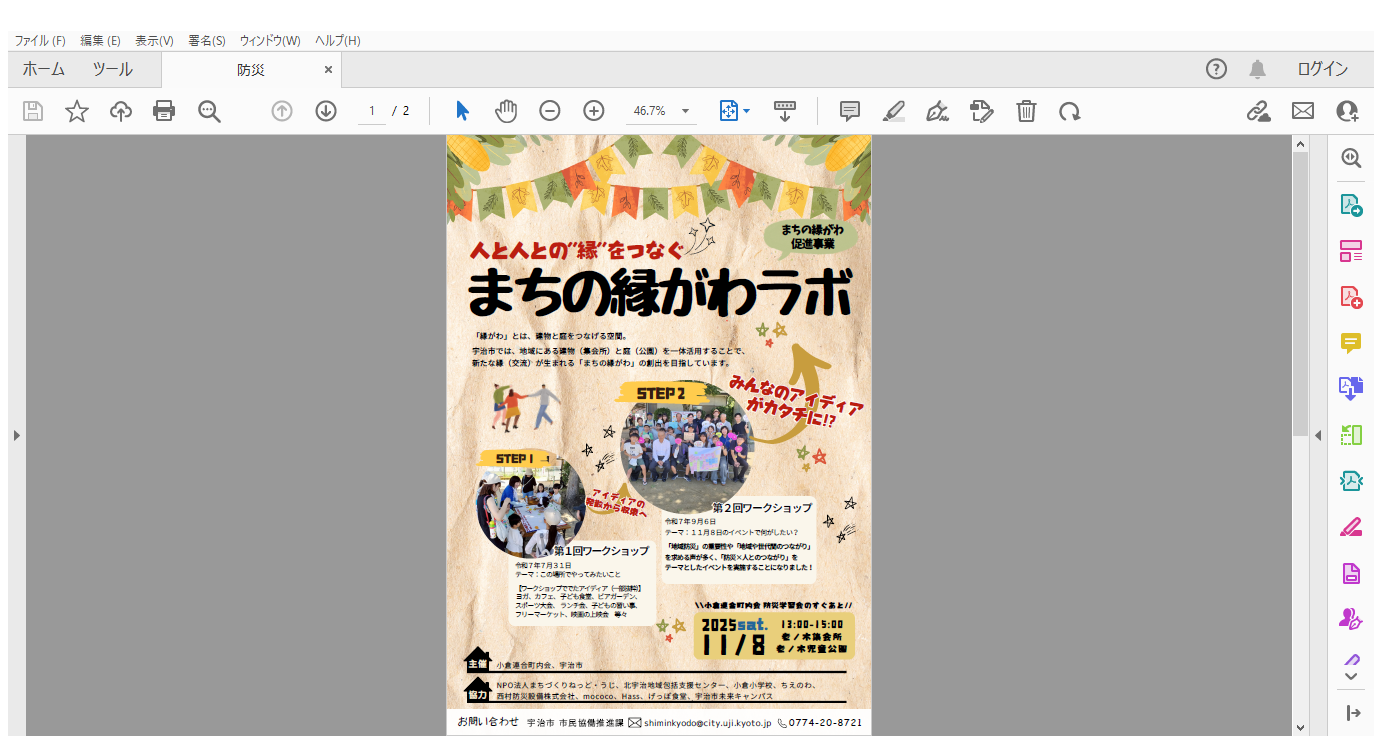 ファイル (F) 編集 (E) 表示(V) 署名(S) ウィンドウ(W) ヘルプ(H)
ホーム ツール 防災 × ログイン
1 / 2 46.7%
まちの縁がわ
促進事業
人と人との"縁"をつなぐ
まちの縁がわラボ
「縁がわ」とは、建物と庭をつなげる空間。
宇治市では、地域にある建物（集会所）と庭（公園）を一体活用することで、
新たな縁（交流）が生まれる「まちの縁がわ」の創出を目指しています。
みんなのアイディア
がカタチに!?
STEP 2
STEP 1
アイディアの
発散から収束へ
第２回ワークショップ
令和７年９月６日
テーマ：１１月８日のイベントで何がしたい？
「地域防災」の重要性や「地域や世代間のつながり」
を求める声が多く、「防災×人とのつながり」を
テーマとしたイベントを実施することになりました！
第１回ワークショップ
令和７年７月３１日
テーマ：この場所でやってみたいこと
【ワークショップででたアイディア（一部抜粋）】
ヨガ、カフェ、子ども食堂、ビアガーデン、
スポーツ大会、ランチ会、子どもの習い事、
フリーマーケット、映画の上映会 等々
\\小倉連合町内会 防災学習会のすぐあと//
2025sat. 13:00-15:00
11/8 老ノ木集会所
老ノ木児童公園
主催 小倉連合町内会、宇治市
協力 NPO法人まちづくりねっと・うじ、北宇治地域包括支援センター、小倉小学校、ちえのわ、
西村防災設備株式会社、mococo、Hass、げっぽ食堂、宇治市未来キャンパス
お問い合わせ 宇治市 市民協働推進課 shiminkyodo@city.uji.kyoto.jp 0774-20-8721